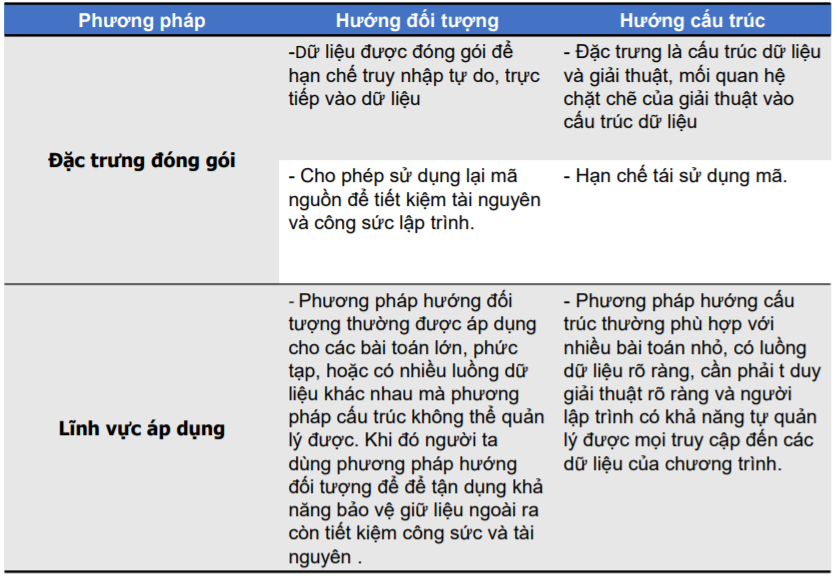 Phương pháp
Hướng đối tượng
Hướng cấu trúc
Đặc trưng đóng gói
-Dữ liệu được đóng gói để
hạn chế truy nhập tự do, trực
tiếp vào dữ liệu
- Đặc trưng là cấu trúc dữ liệu
và giải thuật, mối quan hệ
chặt chẽ của giải thuật vào
cấu trúc dữ liệu
- Cho phép sử dụng lại mã
nguồn để tiết kiệm tài nguyên
và công sức lập trình.
- Hạn chế tái sử dụng mã.
Lĩnh vực áp dụng
- Phương pháp hướng đối
tượng thường được áp dụng
cho các bài toán lớn, phức
tạp, hoặc có nhiều luồng dữ
liệu khác nhau mà phương
pháp cấu trúc không thể quản
lý được. Khi đó người ta
dùng phương pháp hướng
đối tượng để để tận dụng khả
năng bảo vệ giữ liệu ngoài ra
còn tiết kiệm công sức và tài
nguyên .
- Phương pháp hướng cấu
trúc thường phù hợp với
nhiều bài toán nhỏ, có luồng
dữ liệu rõ ràng, cần phải t duy
giải thuật rõ ràng và người
lập trình có khả năng tự quản
lý được mọi truy cập đến các
dữ liệu của chương trình.